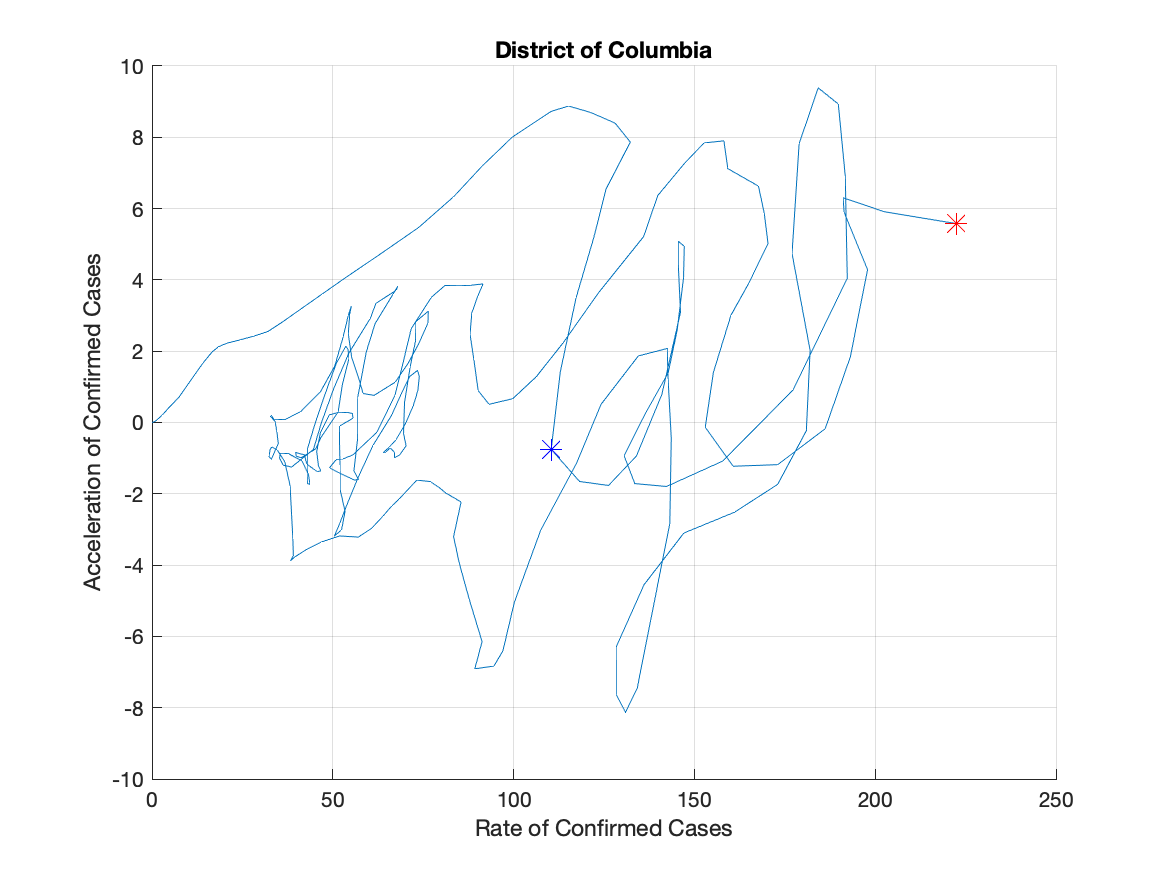 District of Columbia
10
8
6
4
2
0
-2
-4
-6
-8
-10
Acceleration of Confirmed Cases
0 50 100 150 200 250
Rate of Confirmed Cases